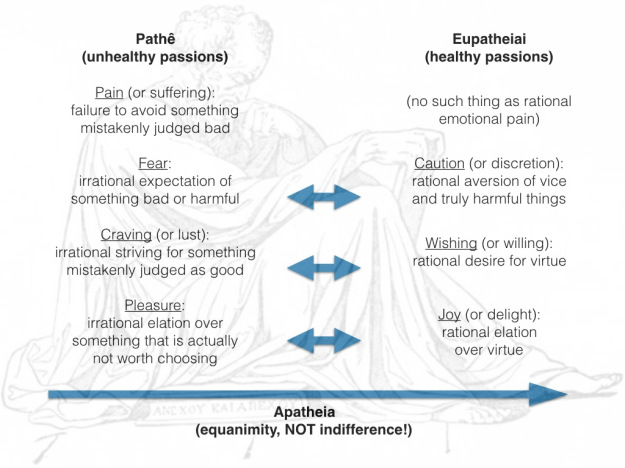 Pathê
(unhealthy passions)
Eupatheiai
(healthy passions)
Pain (or suffering):
failure to avoid something
mistakenly judged bad
(no such thing as rational
emotional pain)
Fear:
irrational expectation of
something bad or harmful
Caution (or discretion):
rational aversion of vice
and truly harmful things
Craving (or lust):
irrational striving for something
mistakenly judged as good
Wishing (or willing):
rational desire for virtue
Pleasure:
irrational elation over
something that is actually
not worth choosing
Joy (or delight):
rational elation
over virtue
ΑΝΕΧΟΥ ΚΑΙ
Apatheia
(equanimity, NOT indifference!)